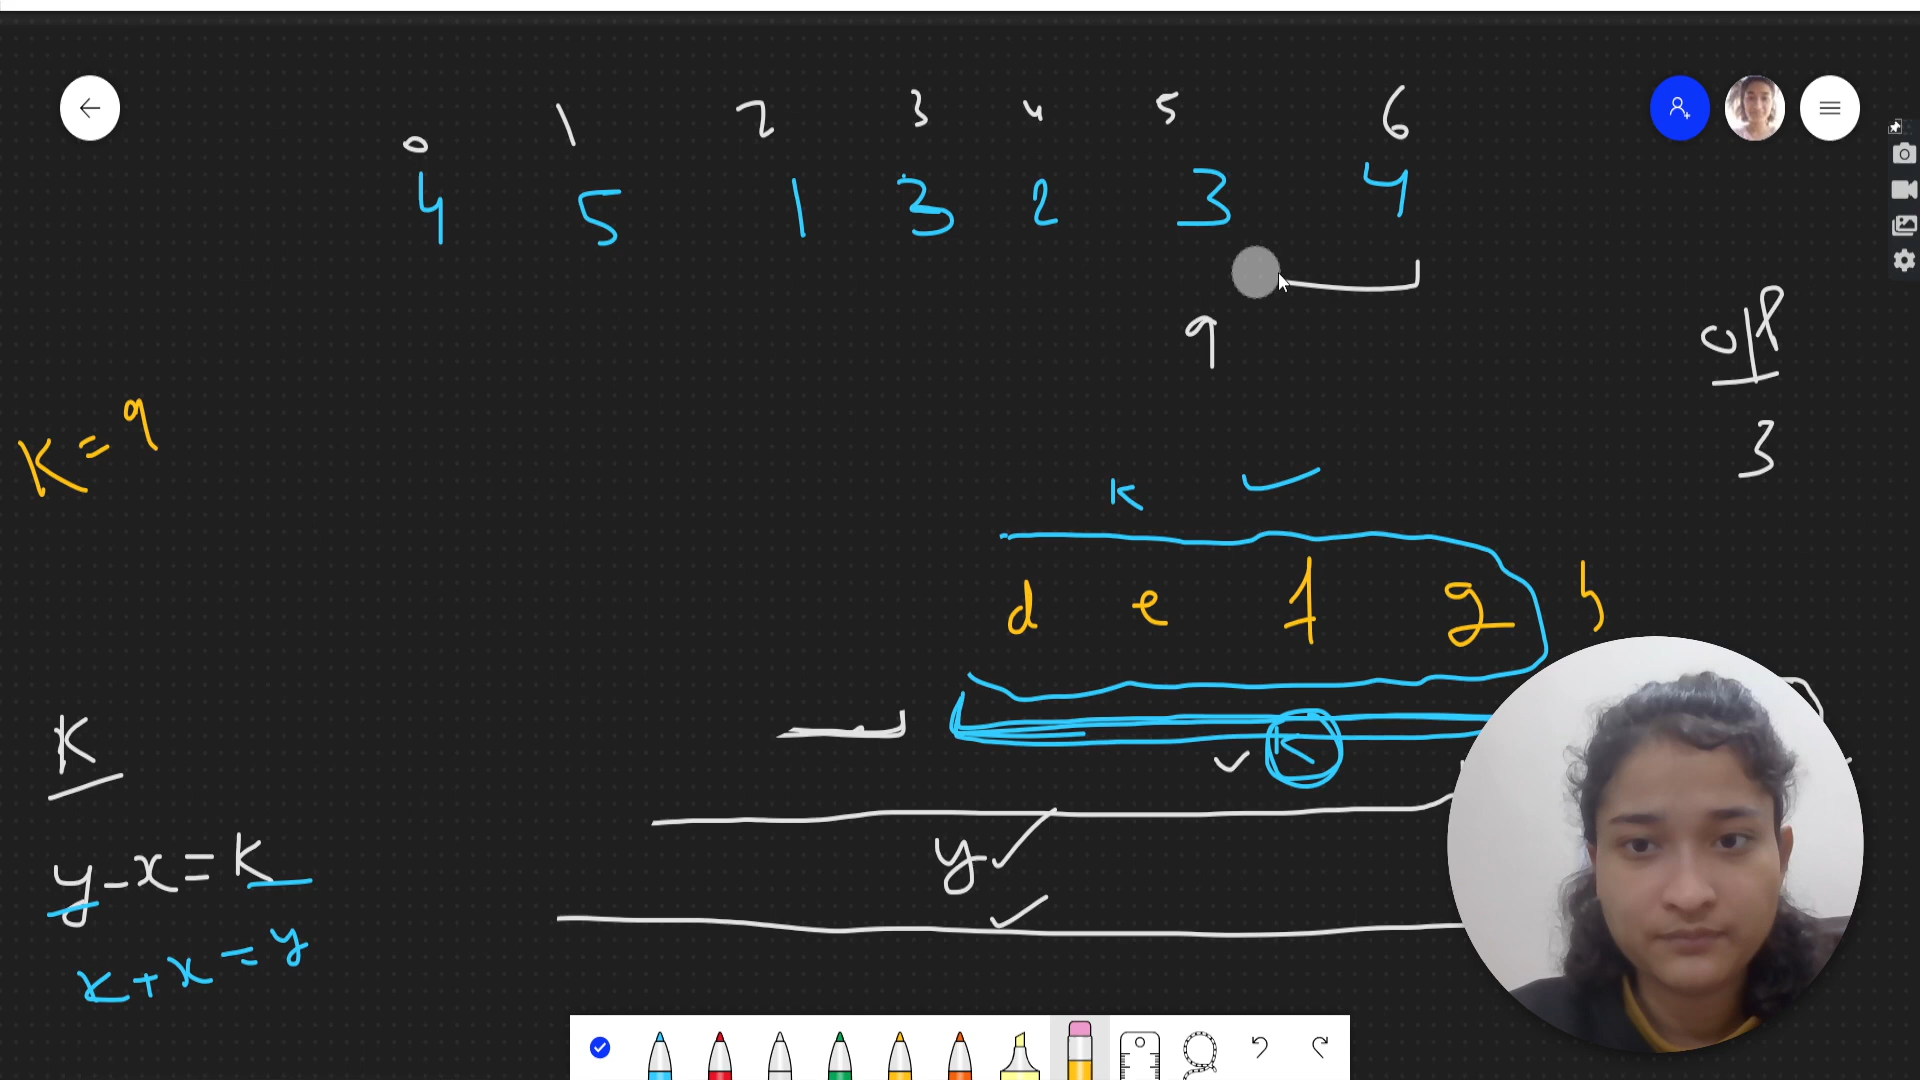 0 1 2 3 4 5 6
4 5 1 3 2 3 4
9
o/p
K=9
3
K
d e f g h
K
K
y
y-x=K
K+x=y